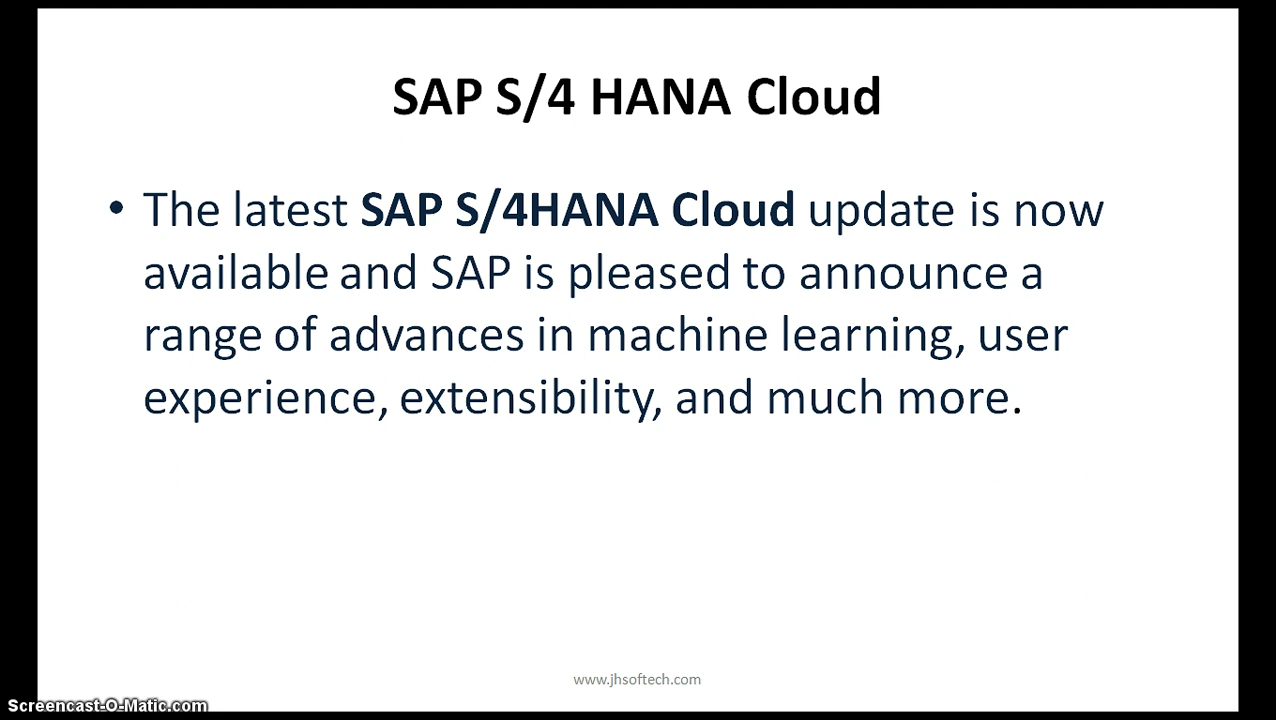 SAP S/4 HANA Cloud
• The latest SAP S/4HANA Cloud update is now
available and SAP is pleased to announce a
range of advances in machine learning, user
experience, extensibility, and much more.
www.jhsoftech.com
Screencast-O-Matic.com